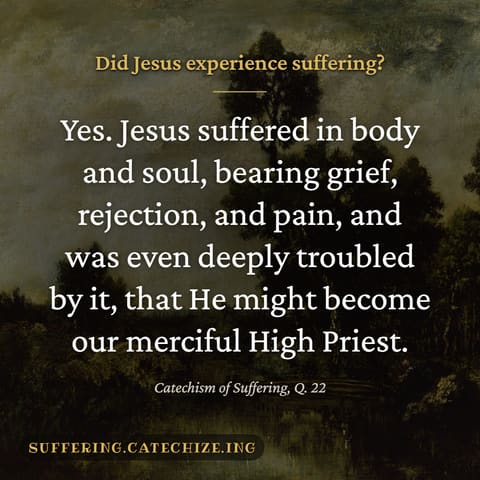 Did Jesus experience suffering?
Yes. Jesus suffered in body
and soul, bearing grief,
rejection, and pain, and
was even deeply troubled
by it, that He might become
our merciful High Priest.
Catechism of Suffering, Q. 22
SUFFERING.CATECHIZE.ING